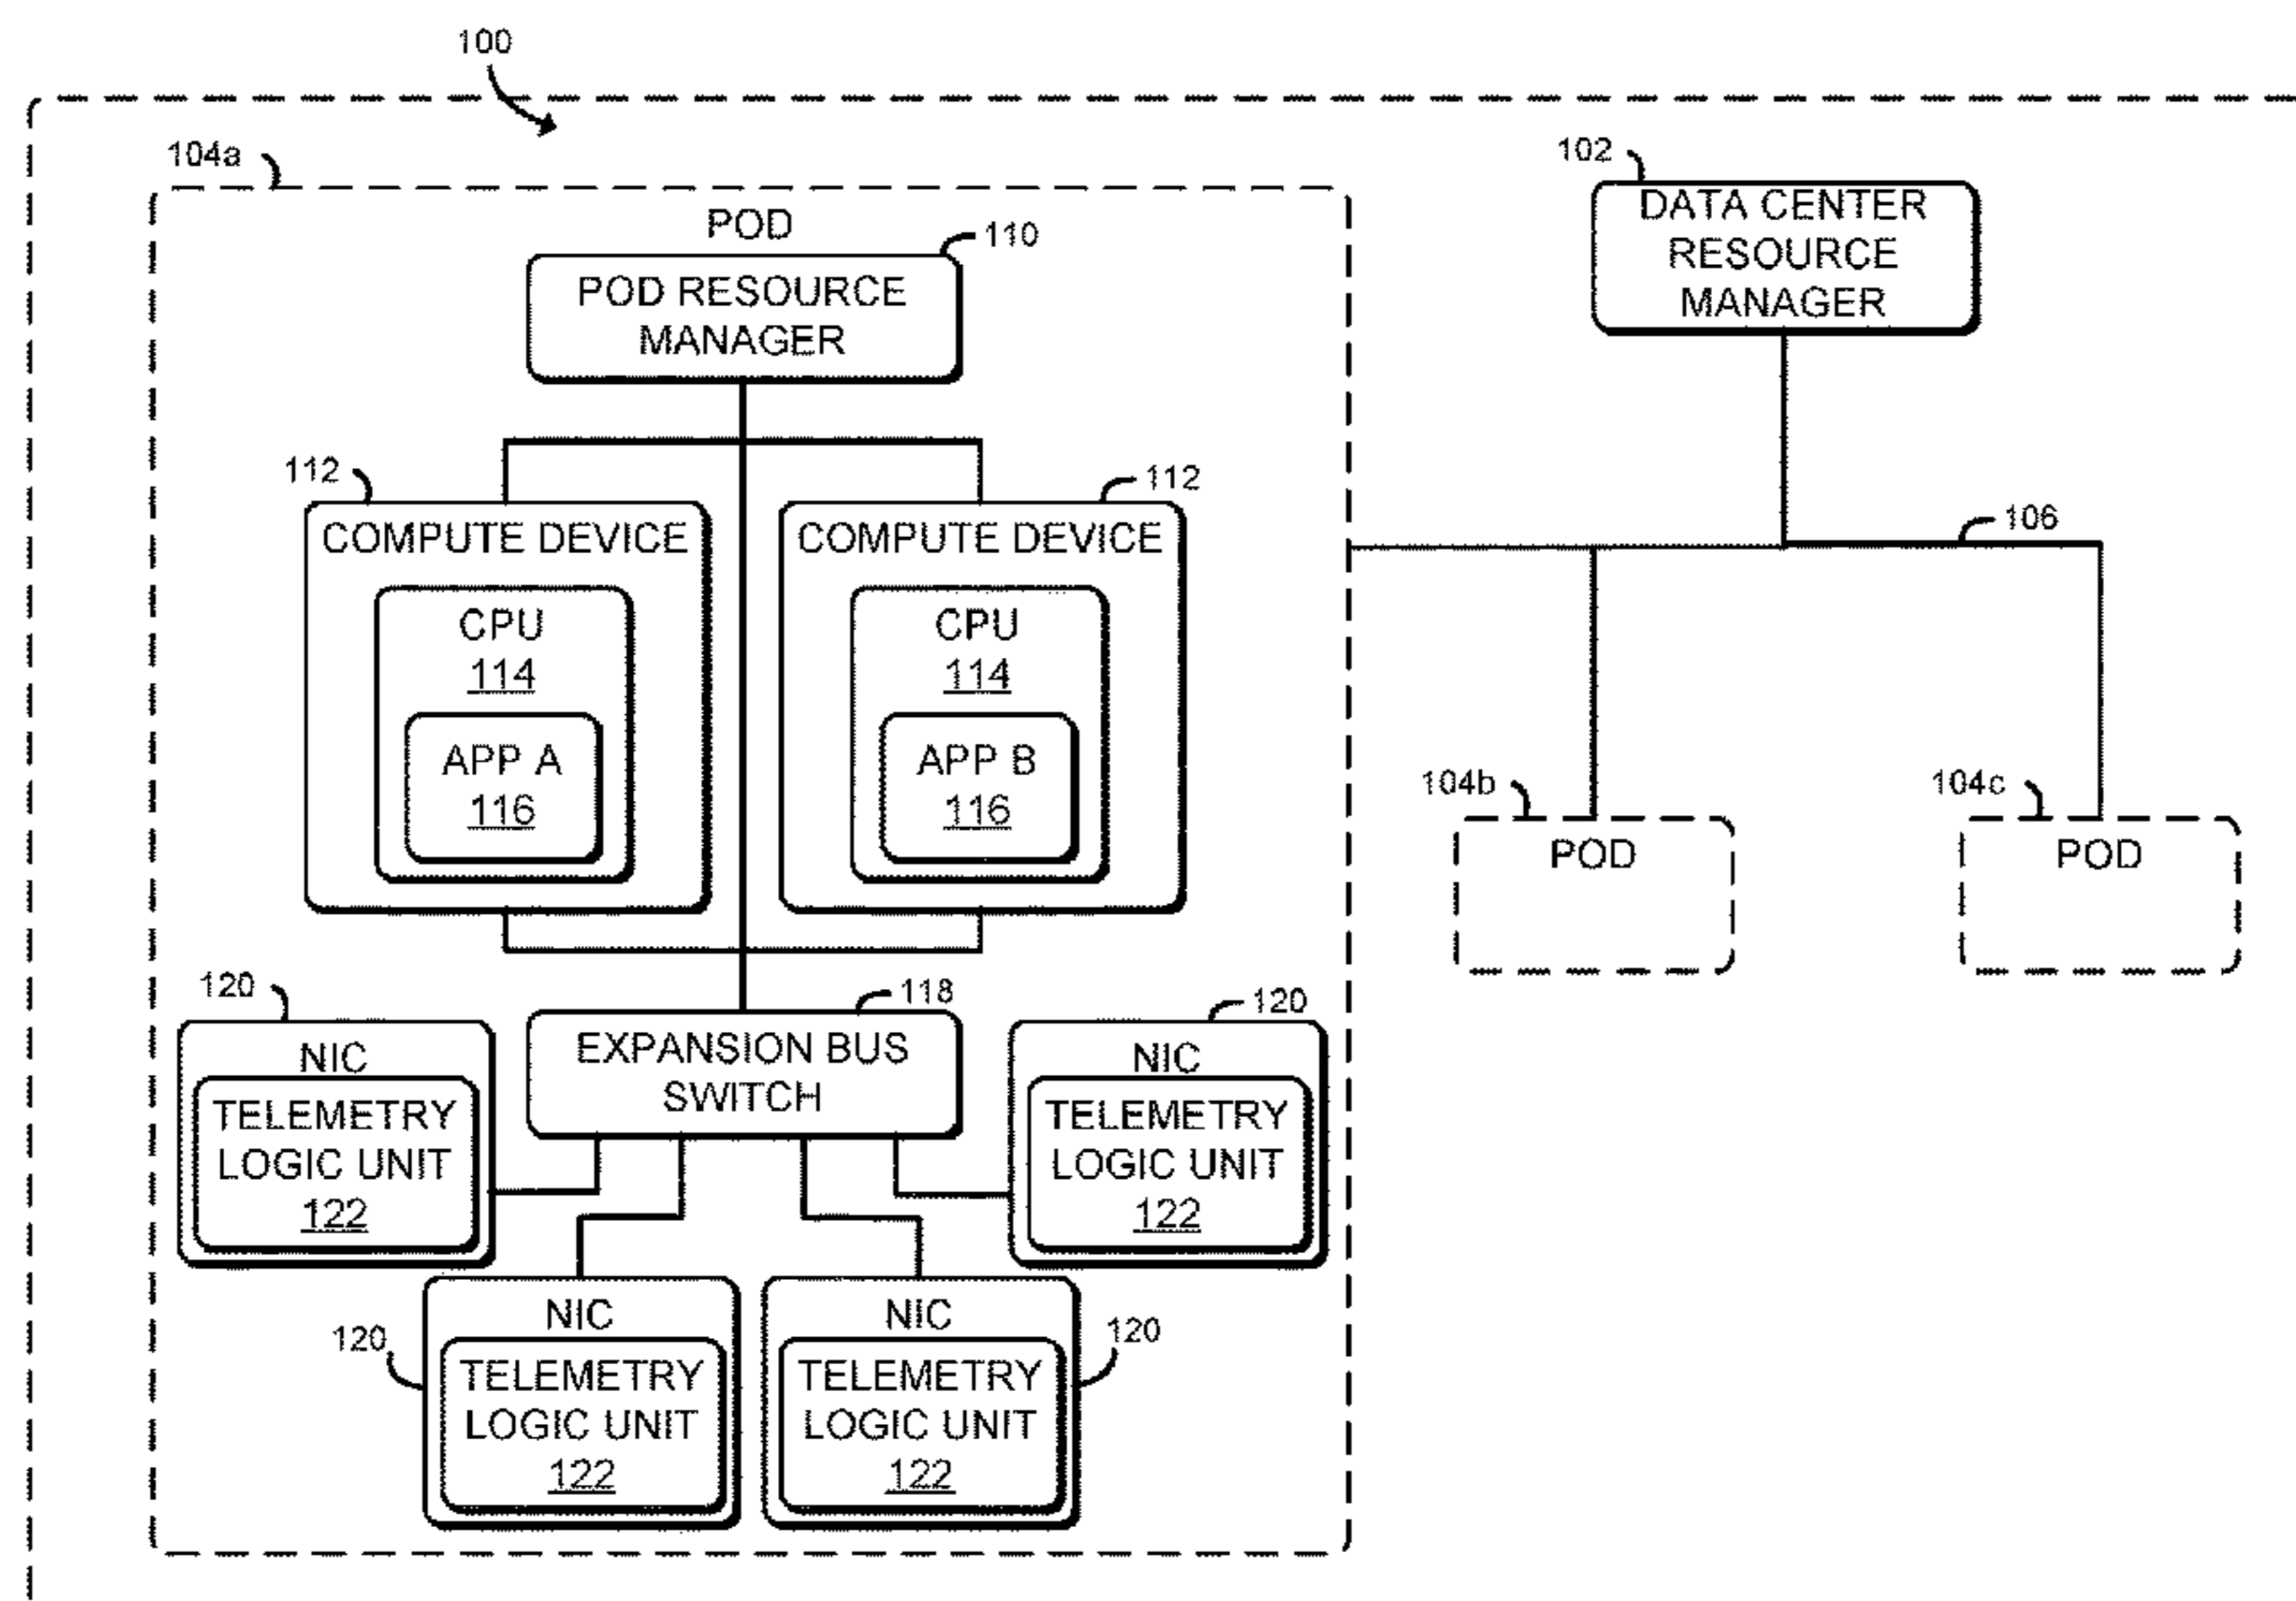 100
104a
102
DATA CENTER
RESOURCE
MANAGER
POD
110
POD RESOURCE
MANAGER
112
112
COMPUTE DEVICE
COMPUTE DEVICE
106
CPU
114
CPU
114
APP A
116
APP B
116
104b
POD
104c
POD
118
EXPANSION BUS
SWITCH
120
NIC
TELEMETRY
LOGIC UNIT
122
120
NIC
TELEMETRY
LOGIC UNIT
122
120
NIC
TELEMETRY
LOGIC UNIT
122
120
NIC
TELEMETRY
LOGIC UNIT
122